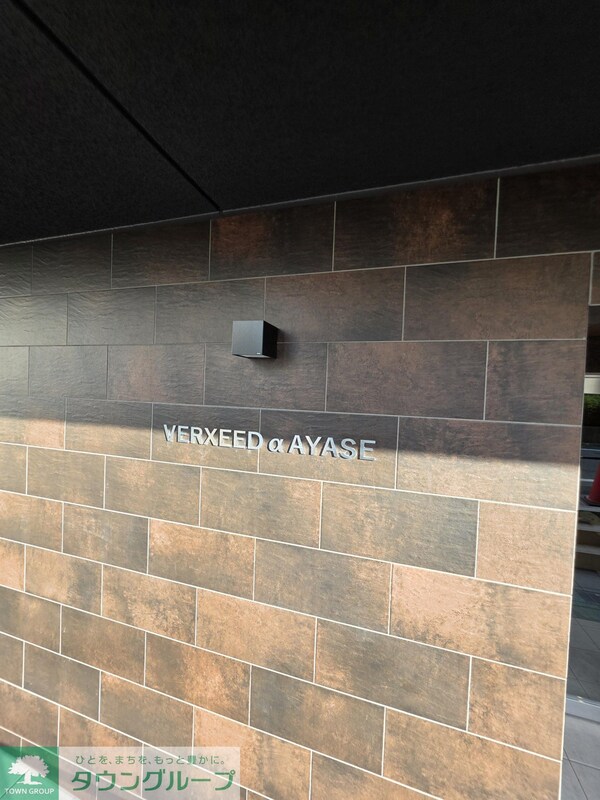 VERXEED α AYASE
ひとを、まちを、もっと豊かに。
タウングループ
TOWN GROUP